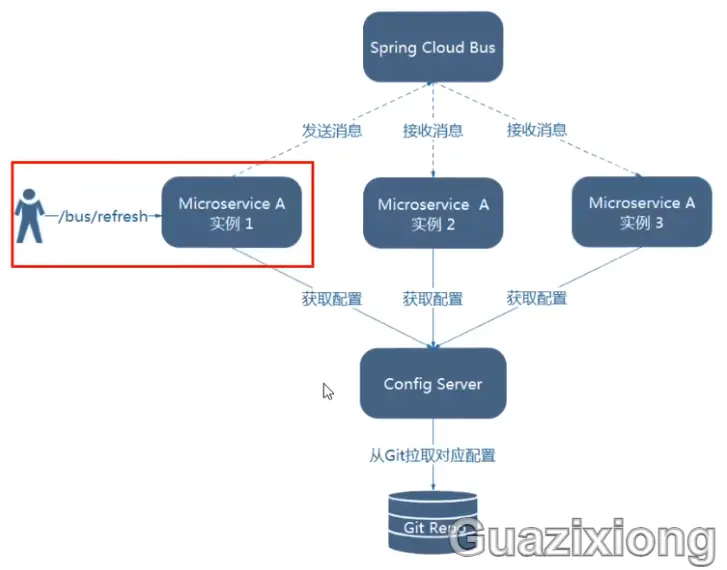 Spring Cloud Bus
发送消息
接收消息
接收消息
/bus/refresh
Microservice A
实例 1
Microservice A
实例 2
Microservice A
实例 3
获取配置
获取配置
获取配置
Config Server
从Git拉取对应配置
Git Repo
Guazixiong